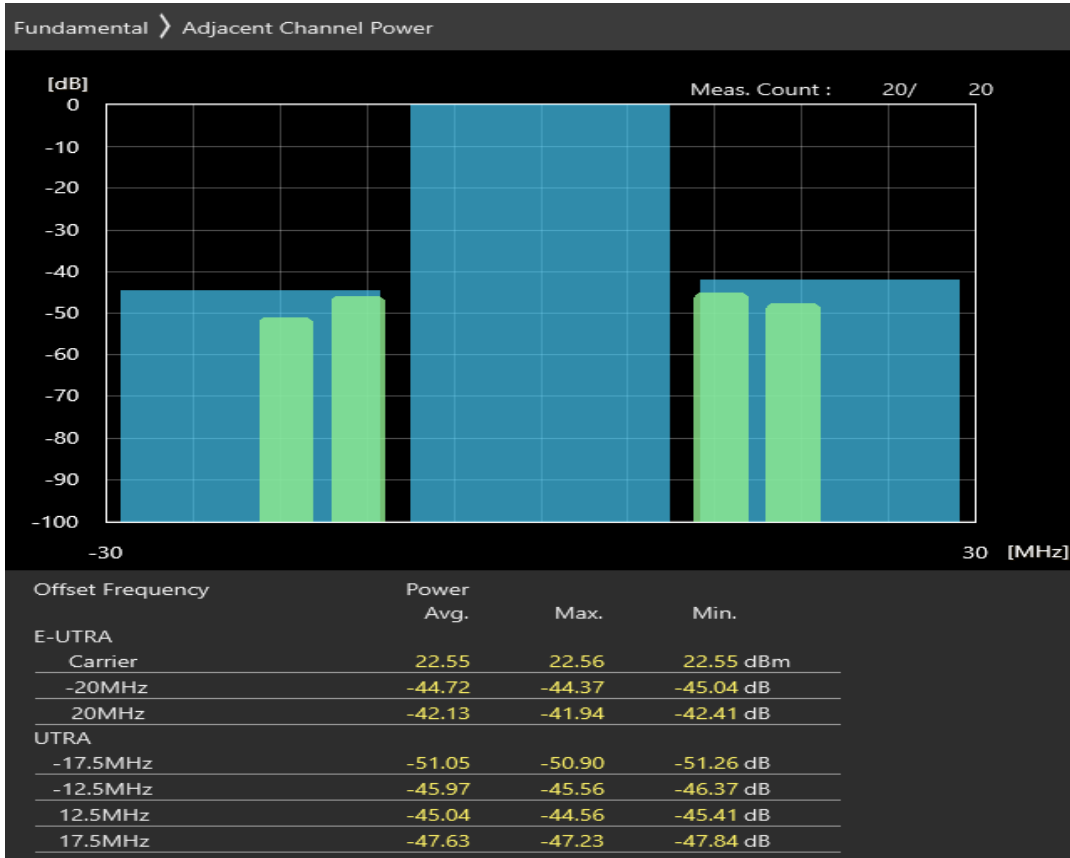 Fundamental 〉 Adjacent Channel Power
[dB]
Meas. Count : 20/ 20
0
-10
-20
-30
-40
-50
-60
-70
-80
-90
-100
-30 30 [MHz]
Offset Frequency Power
Avg. Max. Min.
E-UTRA
Carrier 22.55 22.56 22.55 dBm
-20MHz -44.72 -44.37 -45.04 dB
20MHz -42.13 -41.94 -42.41 dB
UTRA
-17.5MHz -51.05 -50.90 -51.26 dB
-12.5MHz -45.97 -45.56 -46.37 dB
12.5MHz -45.04 -44.56 -45.41 dB
17.5MHz -47.63 -47.23 -47.84 dB